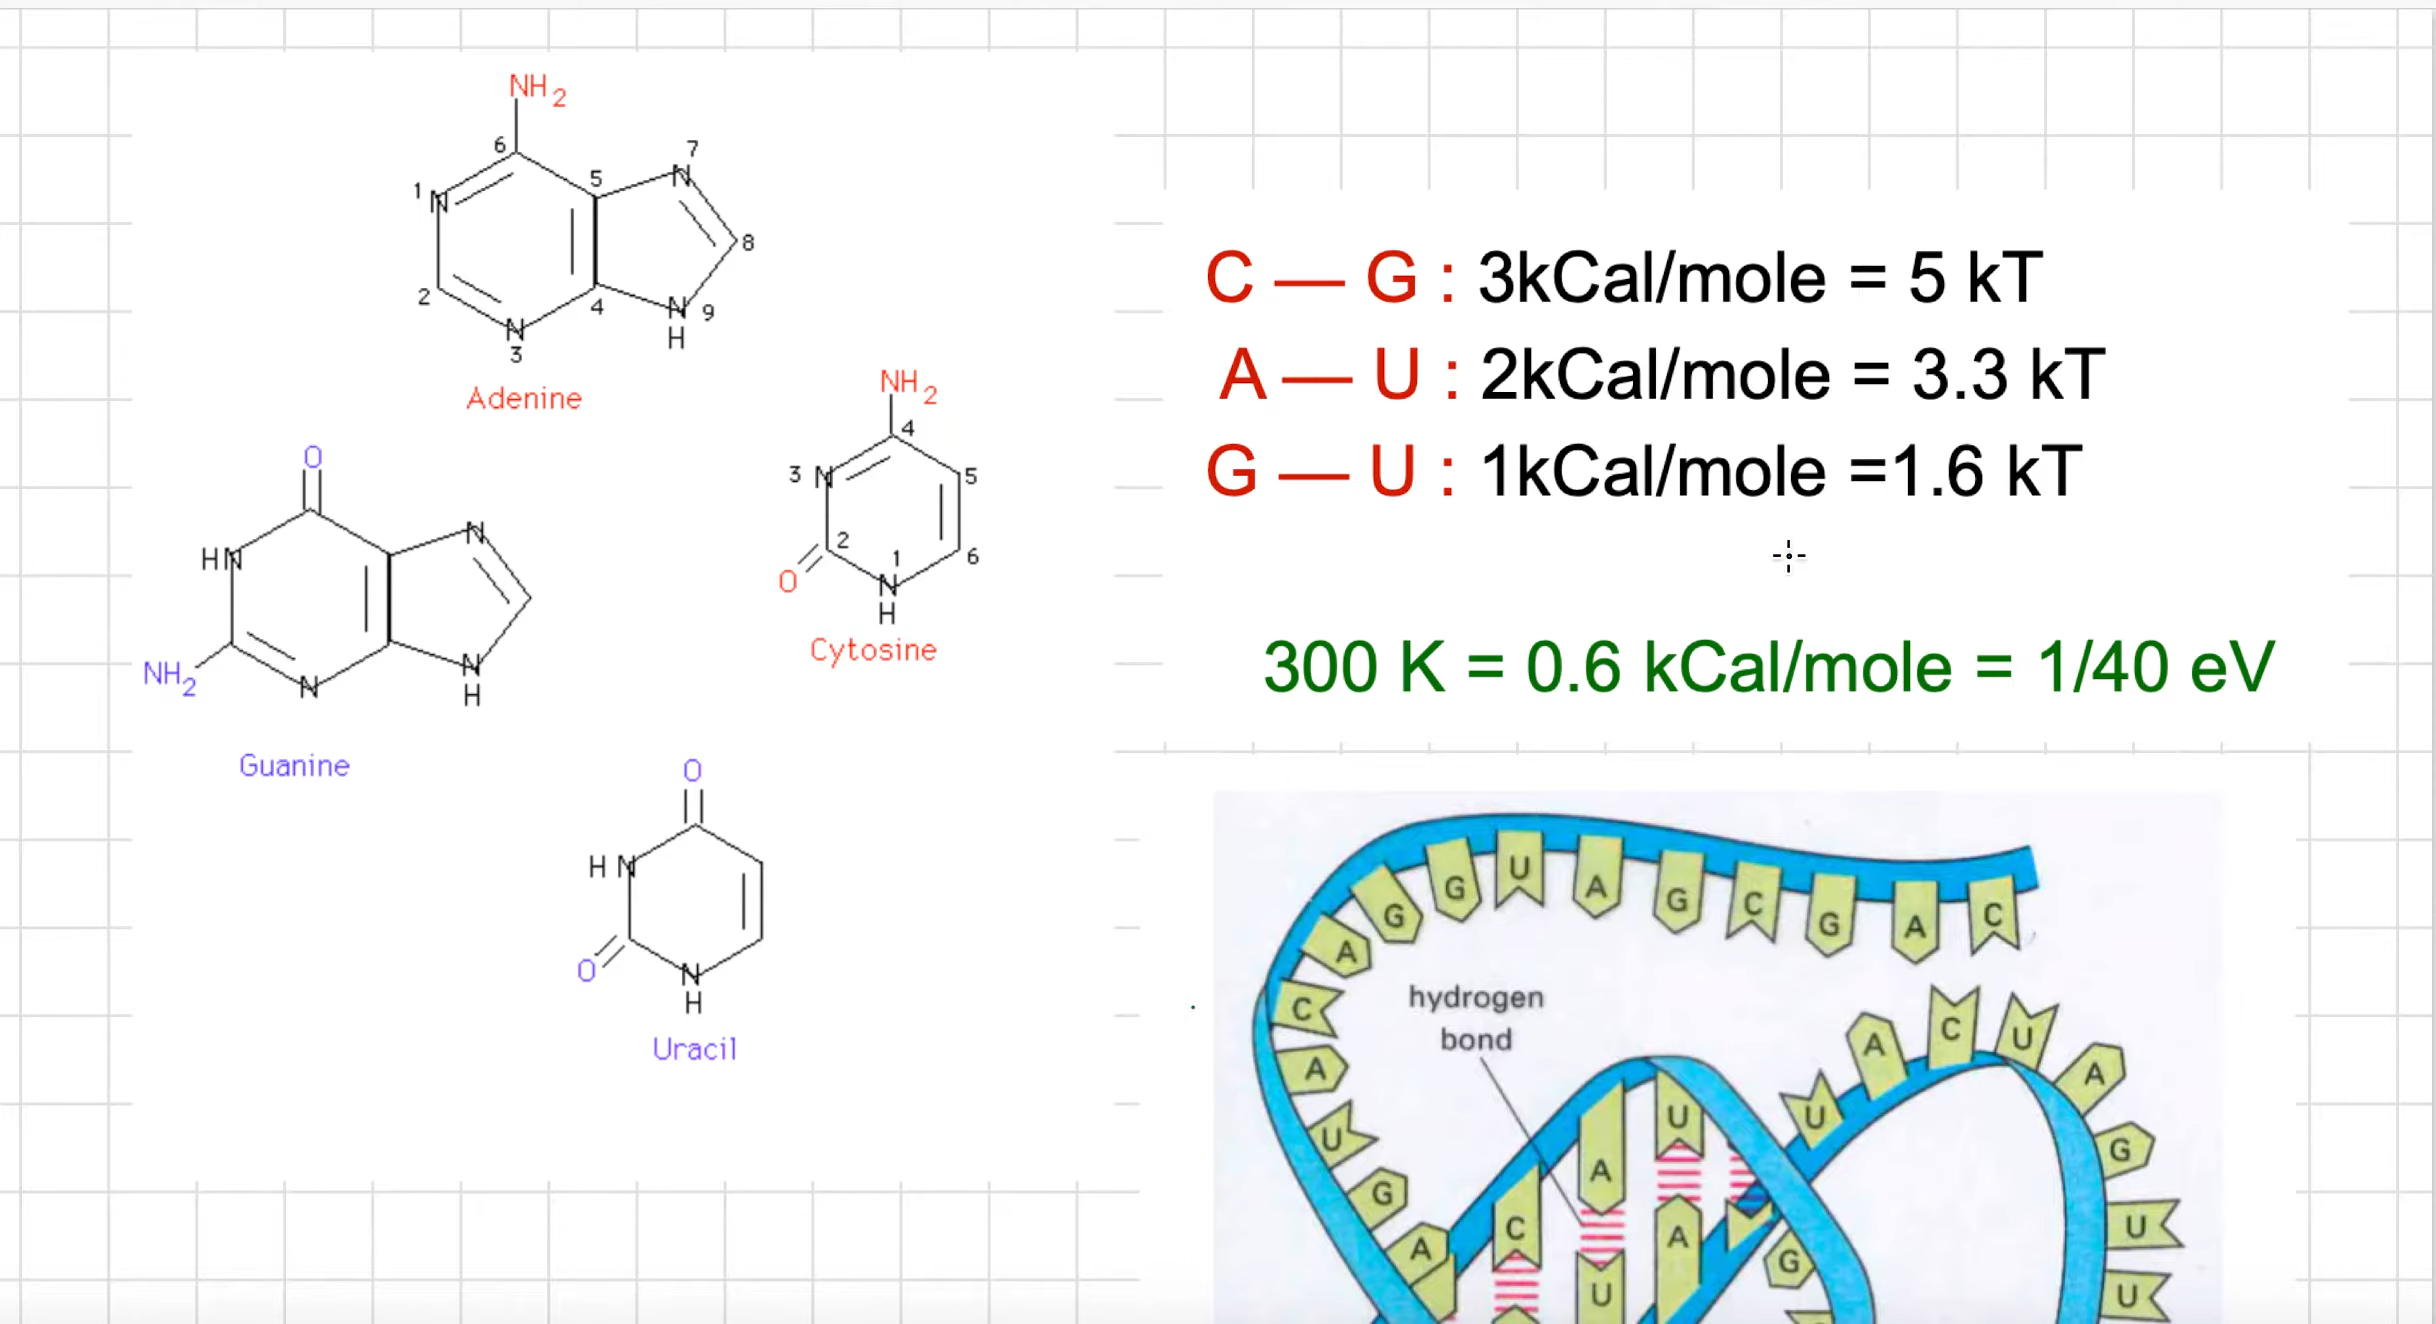 NH2
6
7
5
1
N
N
8
2
N
3
4
N
H
9
Adenine
NH2
4
3
N
5
2
1
6
O
N
H
Cytosine
O
HN
N
NH2
N
N
H
Guanine
O
HN
O
N
H
Uracil
C — G : 3kCal/mole = 5 kT
A — U : 2kCal/mole = 3.3 kT
G — U : 1kCal/mole =1.6 kT
300 K = 0.6 kCal/mole = 1/40 eV
G G U A G C G A C
A
C
A
U
G
A
hydrogen
bond
C A U
U
A
U A C U A
G
U
U
G